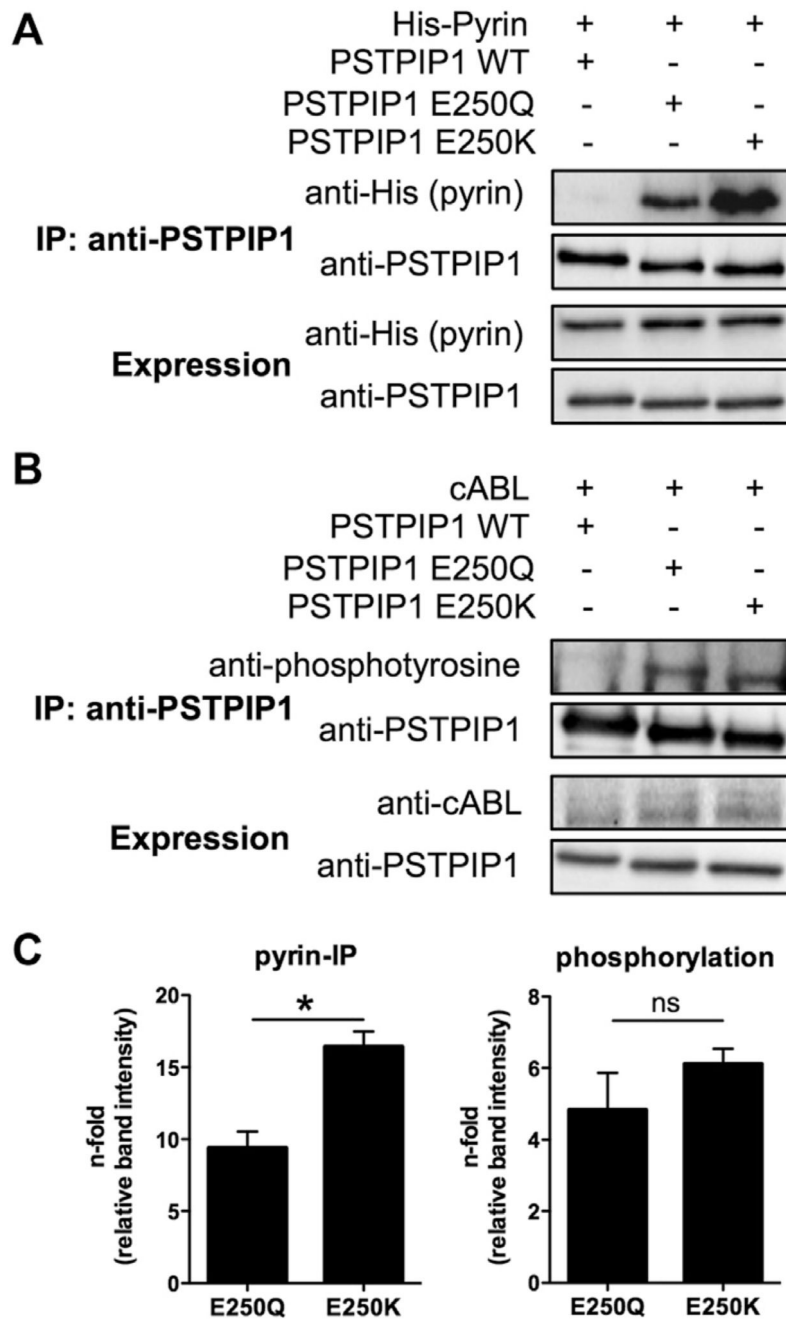 A
His-Pyrin + + +
PSTPIP1 WT + - -
PSTPIP1 E250Q - + -
PSTPIP1 E250K - - +
anti-His (pyrin)
IP: anti-PSTPIP1
anti-PSTPIP1
anti-His (pyrin)
Expression
anti-PSTPIP1
B
cABL + + +
PSTPIP1 WT + - -
PSTPIP1 E250Q - + -
PSTPIP1 E250K - - +
anti-phosphotyrosine
IP: anti-PSTPIP1
anti-PSTPIP1
anti-cABL
Expression
anti-PSTPIP1
C
pyrin-IP
n-fold
(relative band intensity)
20
15
10
5
0
*
E250Q E250K
phosphorylation
n-fold
(relative band intensity)
8
6
4
2
0
ns
E250Q E250K